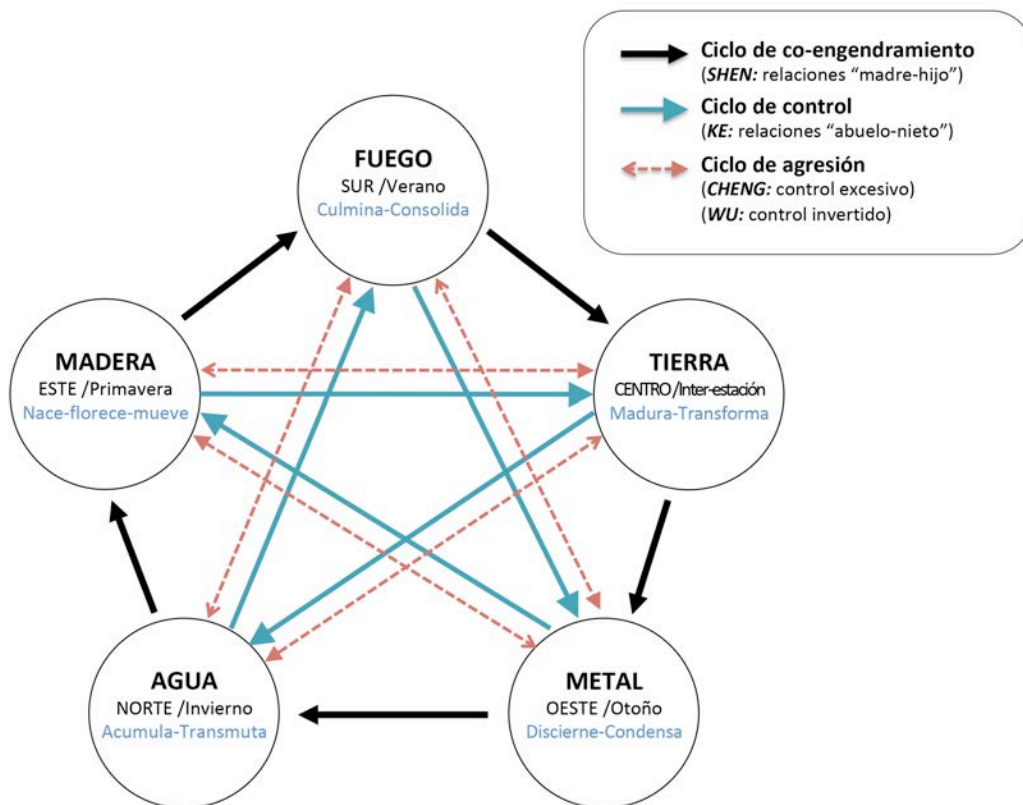 Ciclo de co-engendramiento
(SHEN: relaciones “madre-hijo”)
Ciclo de control
(KE: relaciones “abuelo-nieto”)
Ciclo de agresión
(CHENG: control excesivo)
(WU: control invertido)
FUEGO
SUR /Verano
Culmina-Consolida
MADERA
ESTE /Primavera
Nace-florece-mueve
TIERRA
CENTRO /Inter-estación
Madura-Transforma
AGUA
NORTE /Invierno
Acumula-Transmuta
METAL
OESTE /Otoño
Discierne-Condensa